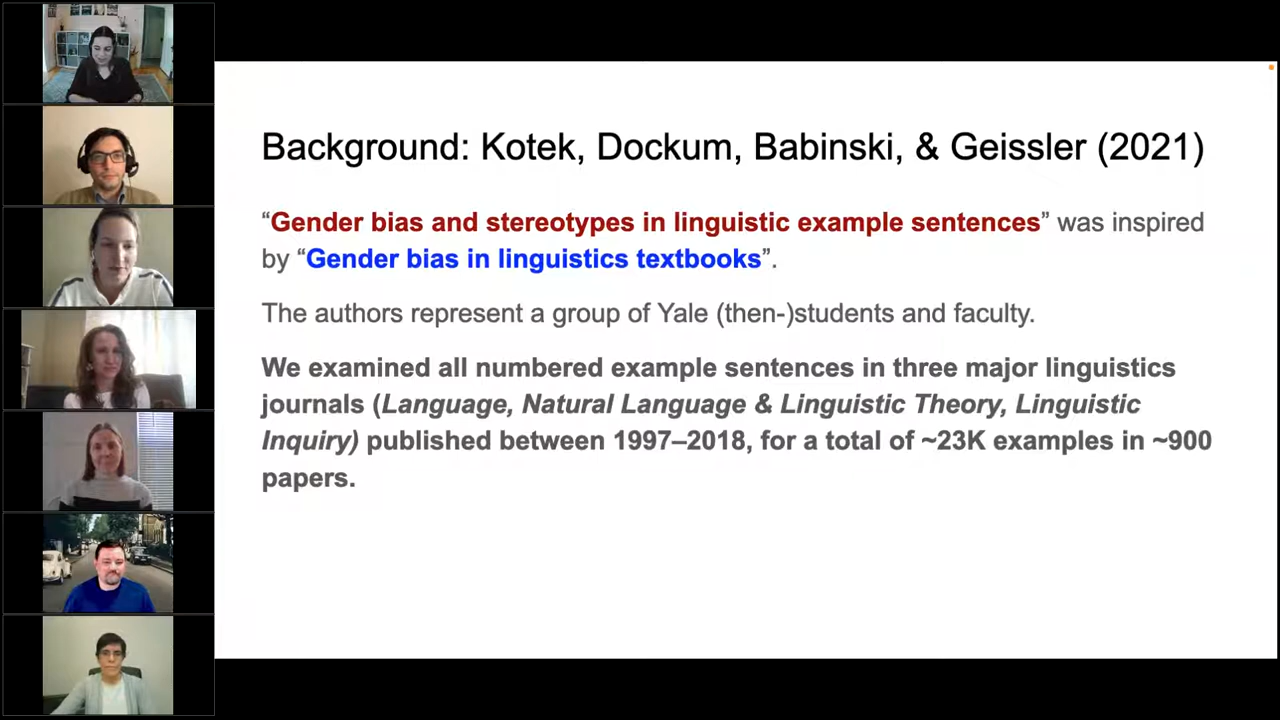 Background: Kotek, Dockum, Babinski, & Geissler (2021)
“Gender bias and stereotypes in linguistic example sentences” was inspired
by “Gender bias in linguistics textbooks”.
The authors represent a group of Yale (then-)students and faculty.
We examined all numbered example sentences in three major linguistics
journals (Language, Natural Language & Linguistic Theory, Linguistic
Inquiry) published between 1997–2018, for a total of ~23K examples in ~900
papers.